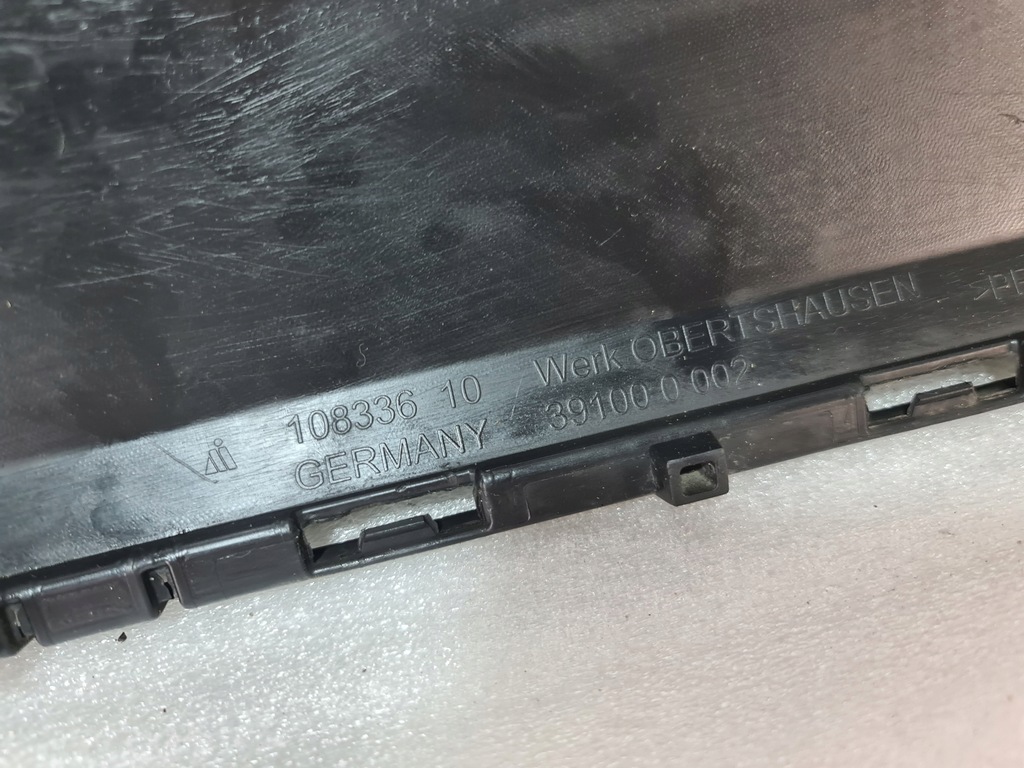 108336 10
GERMANY
Werk OBERTSHAUSEN
39100-0 002